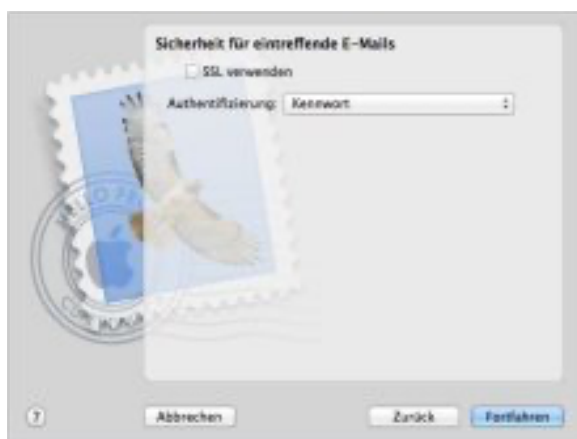 Sicherheit für eintreffende E-Mails
SSL verwenden
Authentifizierung: Kennwort
?
Abbrechen Zurück Fortfahren